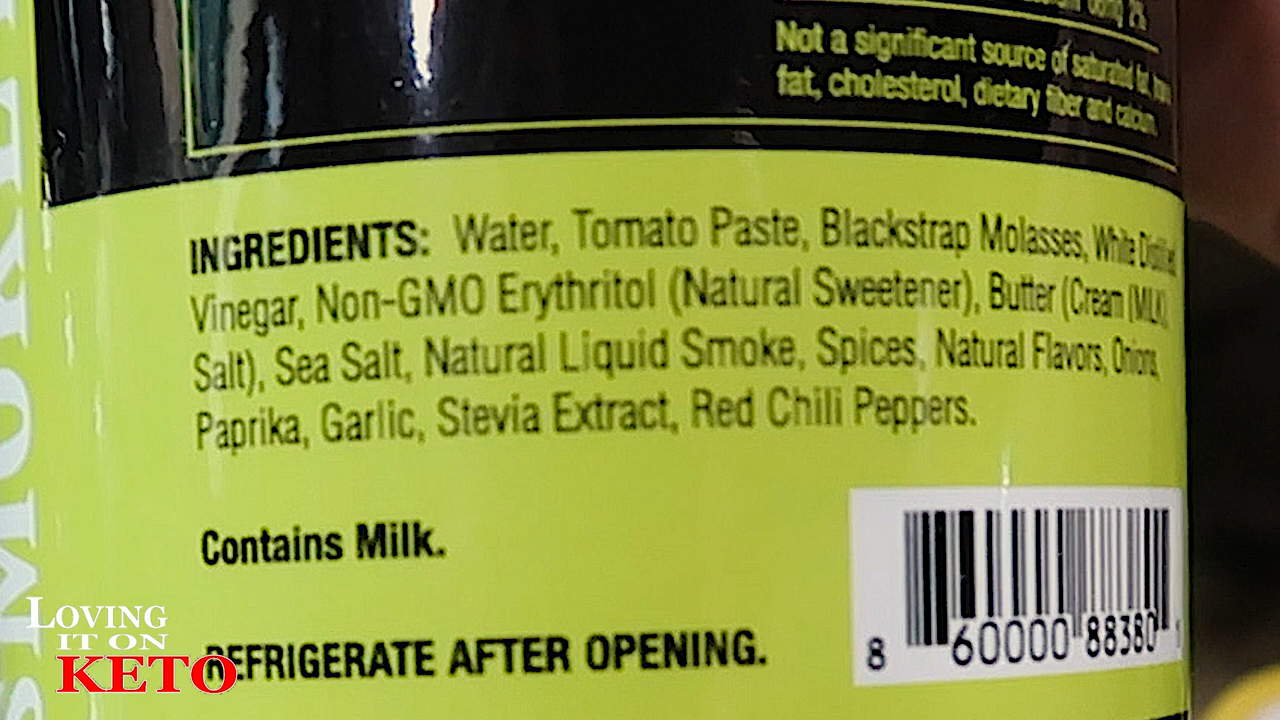 2%.
Not a significant source of saturated fat, trans
fat, cholesterol, dietary fiber and calcium.
INGREDIENTS: Water, Tomato Paste, Blackstrap Molasses, White Distilled
Vinegar, Non-GMO Erythritol (Natural Sweetener), Butter (Cream (MILK),
Salt), Sea Salt, Natural Liquid Smoke, Spices, Natural Flavors, Onions,
Paprika, Garlic, Stevia Extract, Red Chili Peppers.
Contains Milk.
REFRIGERATE AFTER OPENING.
8 60000 88380 1
LOVING
IT ON
KETO